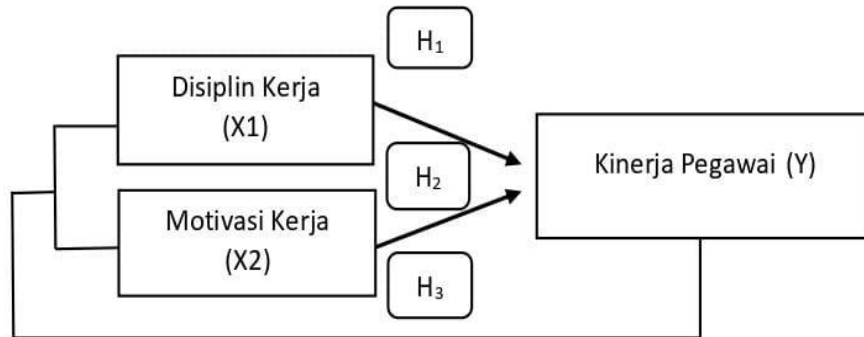 H₁
Disiplin Kerja
(X1)
H₂
Kinerja Pegawai (Y)
Motivasi Kerja
(X2)
H₃